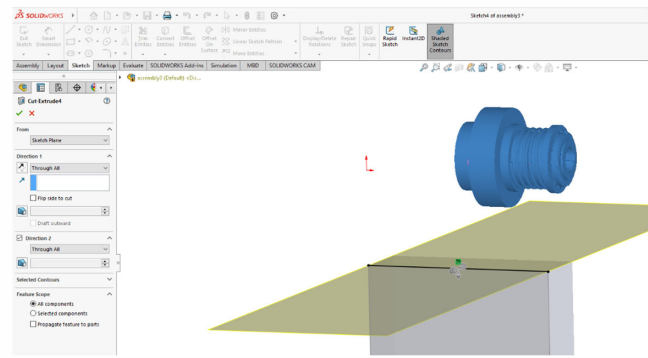 SOLIDWORKS
Sketch4 of assembly3 *
Exit Sketch
Smart Dimension
Trim Entities
Convert Entities
Offset Entities
Offset On Surface
Mirror Entities
Linear Sketch Pattern
Move Entities
Display/Delete Relations
Repair Sketch
Quick Snaps
Rapid Sketch
Instant2D
Shaded Sketch Contours
Assembly Layout Sketch Markup Evaluate SOLIDWORKS Add-Ins Simulation MBD SOLIDWORKS CAM
assembly3 (Default) <De...
Cut-Extrude4
From
Sketch Plane
Direction 1
Through All
Flip side to cut
Draft outward
Direction 2
Through All
Selected Contours
Feature Scope
All components
Selected components
Propagate feature to parts